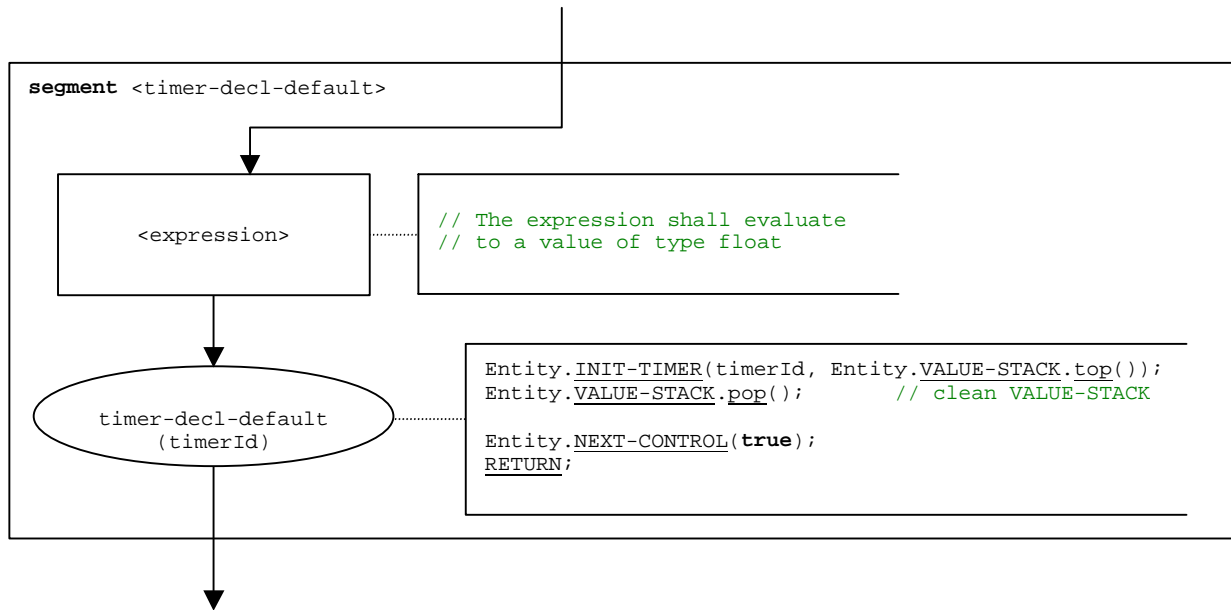 segment <timer-decl-default>
<expression>
// The expression shall evaluate
// to a value of type float
timer-decl-default
(timerId)
Entity.INIT-TIMER(timerId, Entity.VALUE-STACK.top());
Entity.VALUE-STACK.pop(); // clean VALUE-STACK
Entity.NEXT-CONTROL(true);
RETURN;